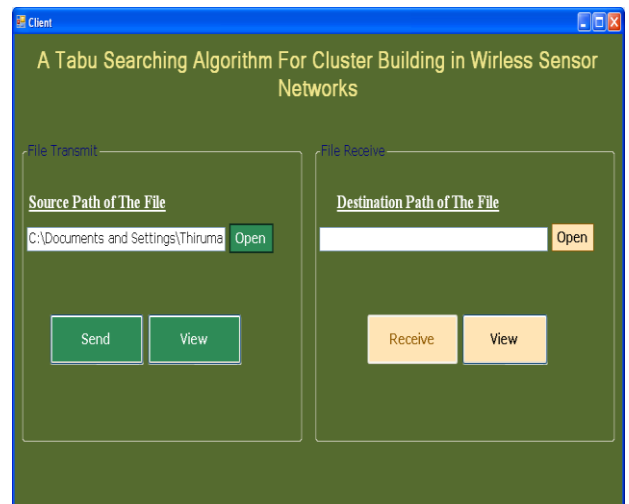 Client
A Tabu Searching Algorithm For Cluster Building in Wirless Sensor
Networks
File Transmit
File Receive
Source Path of The File
Destination Path of The File
C:\Documents and Settings\Thiruma
Open
Open
Send
View
Receive
View